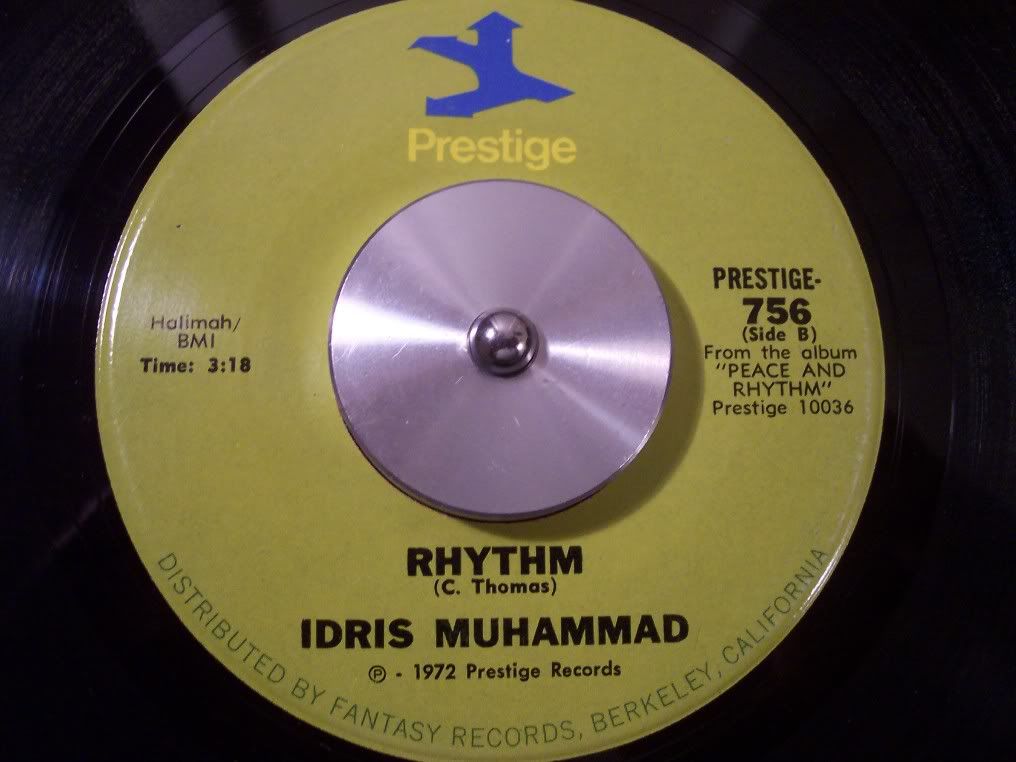 Prestige
Halimah/
BMI
Time: 3:18
PRESTIGE-
756
(Side B)
From the album
"PEACE AND
RHYTHM"
Prestige 10036
RHYTHM
(C. Thomas)
IDRIS MUHAMMAD
℗ - 1972 Prestige Records
DISTRIBUTED BY FANTASY RECORDS, BERKELEY, CALIFORNIA